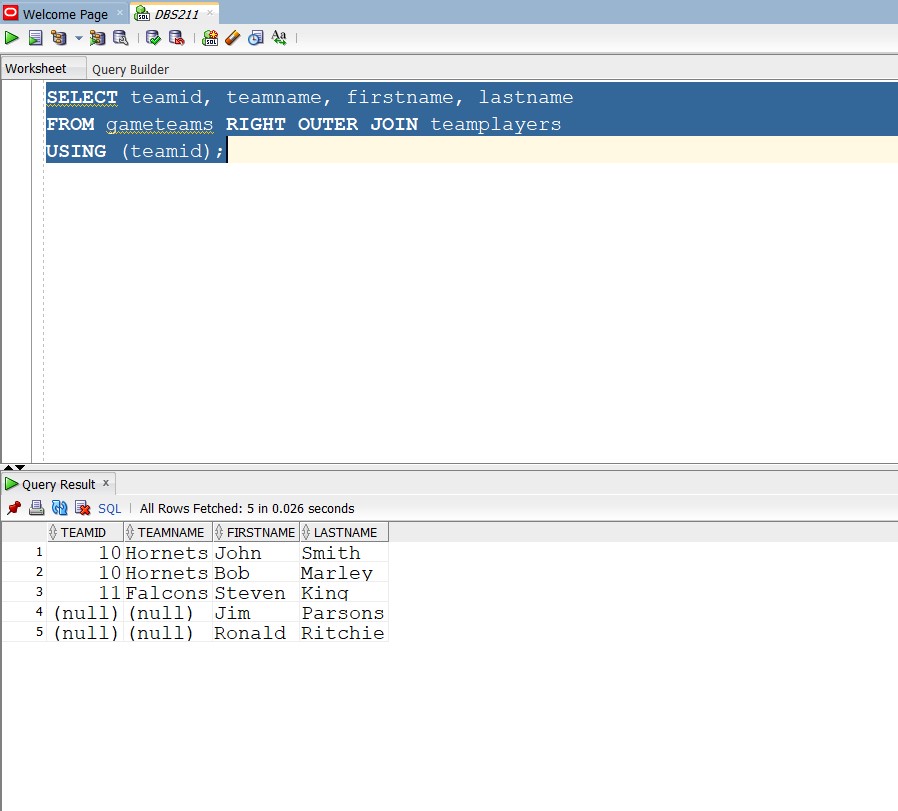 Welcome Page × DBS211 ×
Worksheet Query Builder
SELECT teamid, teamname, firstname, lastname
FROM gameteams RIGHT OUTER JOIN teamplayers
USING (teamid);
Query Result ×
SQL | All Rows Fetched: 5 in 0.026 seconds
TEAMID TEAMNAME FIRSTNAME LASTNAME
1 10 Hornets John Smith
2 10 Hornets Bob Marley
3 11 Falcons Steven King
4 (null) (null) Jim Parsons
5 (null) (null) Ronald Ritchie